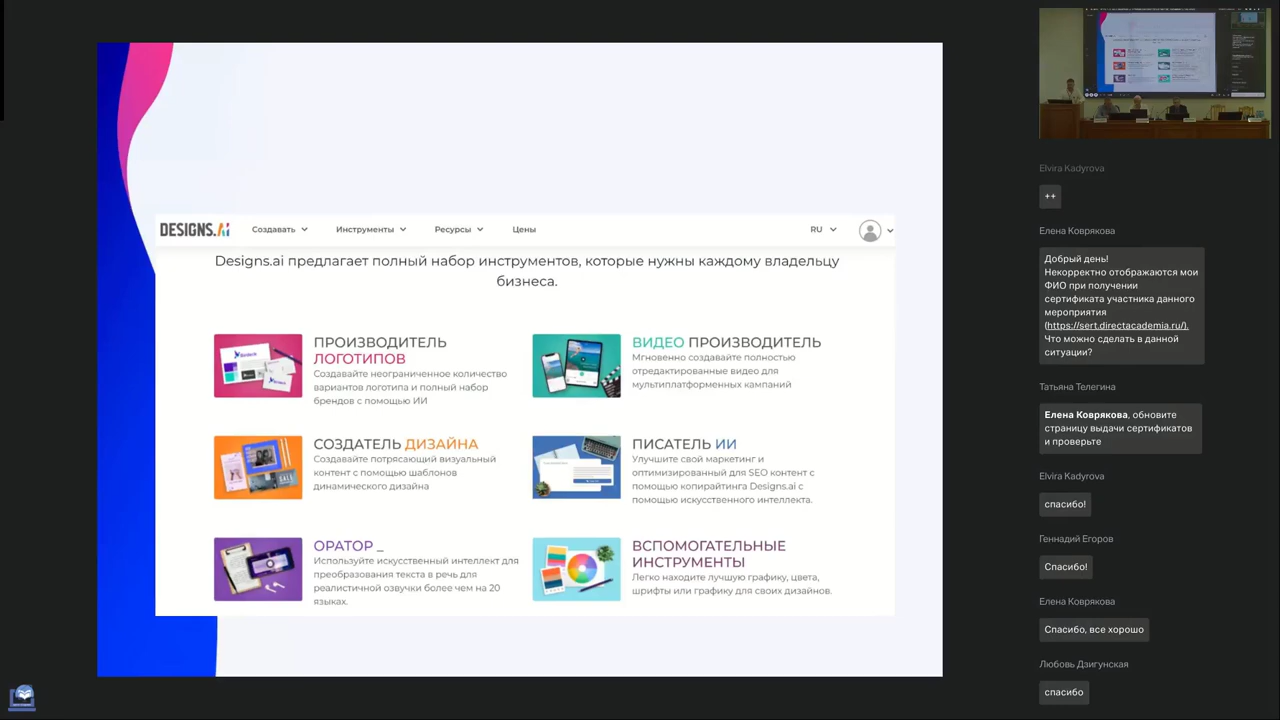 DESIGNS.AI
Создавать
Инструменты
Ресурсы
Цены
RU
Designs.ai предлагает полный набор инструментов, которые нужны каждому владельцу
бизнеса.
ПРОИЗВОДИТЕЛЬ
ЛОГОТИПОВ
Создавайте неограниченное количество
вариантов логотипа и полный набор
брендов с помощью ИИ
ВИДЕО ПРОИЗВОДИТЕЛЬ
Мгновенно создавайте полностью
отредактированные видео для
мультиплатформенных кампаний
СОЗДАТЕЛЬ ДИЗАЙНА
Создавайте потрясающий визуальный
контент с помощью шаблонов
динамического дизайна
ПИСАТЕЛЬ ИИ
Улучшите свой маркетинг и
оптимизированный для SEO контент с
помощью копирайтинга Designs.ai с
помощью искусственного интеллекта.
ОРАТОР _
Используйте искусственный интеллект для
преобразования текста в речь для
реалистичной озвучки более чем на 20
языках.
ВСПОМОГАТЕЛЬНЫЕ
ИНСТРУМЕНТЫ
Легко находите лучшую графику, цвета,
шрифты или графику для своих дизайнов.
Elvira Kadyrova
++
Елена Коврякова
Добрый день!
Некорректно отображаются мои
ФИО при получении
сертификата участника данного
мероприятия
(https://sert.directacademia.ru/).
Что можно сделать в данной
ситуации?
Татьяна Телегина
Елена Коврякова, обновите
страницу выдачи сертификатов
и проверьте
Elvira Kadyrova
спасибо!
Геннадий Егоров
Спасибо!
Елена Коврякова
Спасибо, все хорошо
Любовь Дзигунская
спасибо